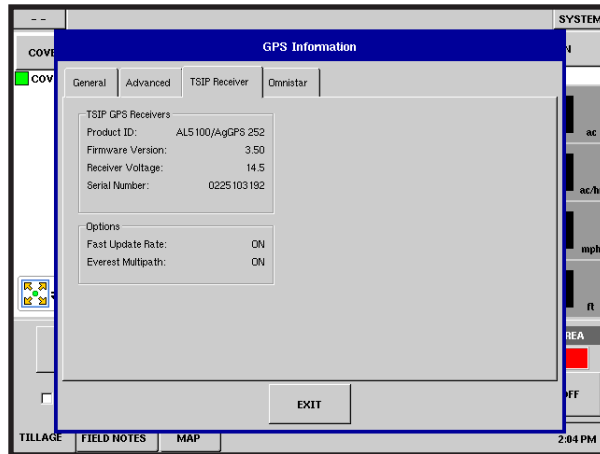 - -
SYSTEM
GPS Information
COVE
N
COV
General
Advanced
TSIP Receiver
Omnistar
TSIP GPS Receivers
Product ID: AL5100/AgGPS 252
Firmware Version: 3.50
Receiver Voltage: 14.5
Serial Number: 0225103192
Options
Fast Update Rate: ON
Everest Multipath: ON
ac
ac/h
mph
ft
REA
FF
EXIT
TILLAGE
FIELD NOTES
MAP
2:04 PM